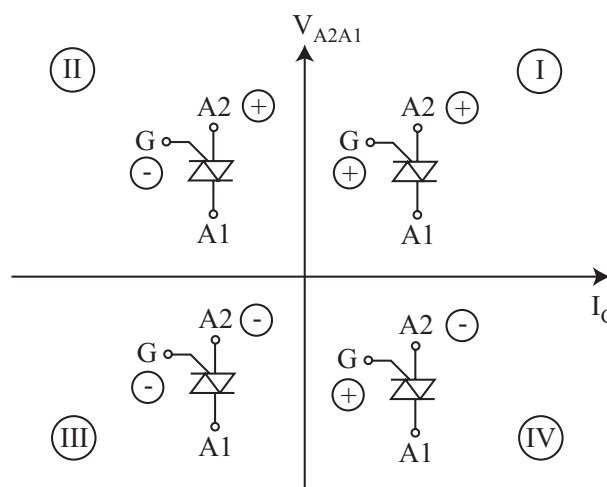 V A2A1
II
I
A2 +
G
-
A1
A2 +
G
+
A1
I
A2 -
G
-
A1
A2 -
G
+
A1
III
IV